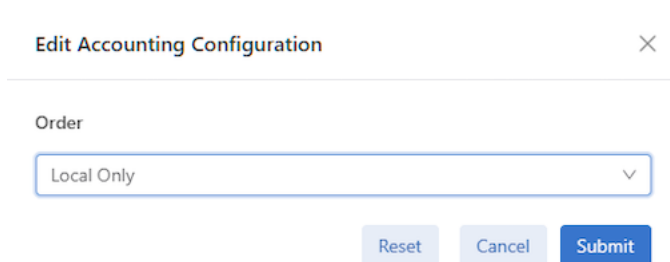 Edit Accounting Configuration
Order
Local Only
Reset Cancel Submit